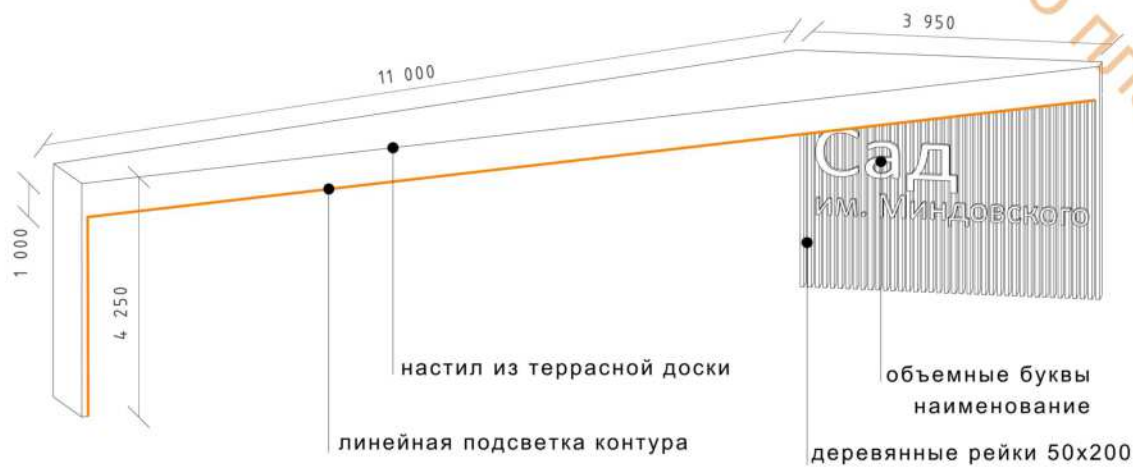 3 950
11 000
1 000
4 250
Сад
им. Миндовского
настил из террасной доски
объемные буквы
наименование
линейная подсветка контура
деревянные рейки 50х200